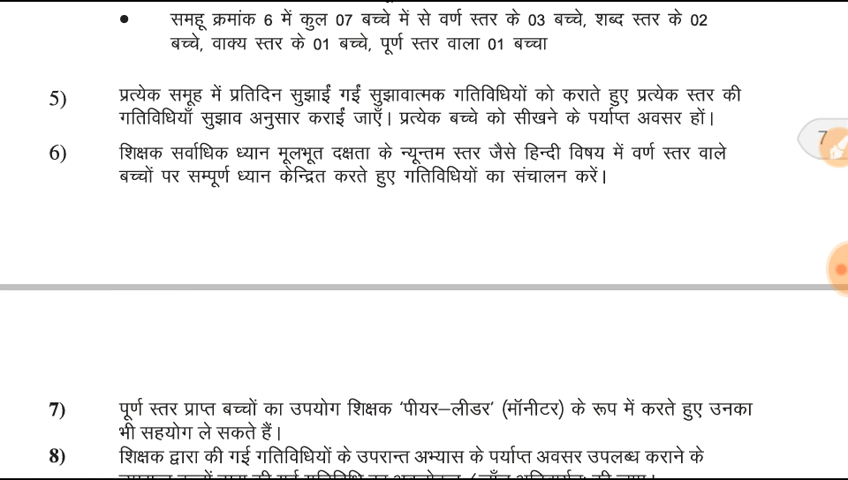 • समहू क्रमांक 6 में कुल 07 बच्चे में से वर्ण स्तर के 03 बच्चे, शब्द स्तर के 02
बच्चे, वाक्य स्तर के 01 बच्चे, पूर्ण स्तर वाला 01 बच्चा
5) प्रत्येक समूह में प्रतिदिन सुझाईं गईं सुझावात्मक गतिविधियों को कराते हुए प्रत्येक स्तर की
गतिविधियाँ सुझाव अनुसार कराईं जाएँ। प्रत्येक बच्चे को सीखने के पर्याप्त अवसर हों।
7
6) शिक्षक सर्वाधिक ध्यान मूलभूत दक्षता के न्यूनतम स्तर जैसे हिन्दी विषय में वर्ण स्तर वाले
बच्चों पर सम्पूर्ण ध्यान केन्द्रित करते हुए गतिविधियों का संचालन करें।
7) पूर्ण स्तर प्राप्त बच्चों का उपयोग शिक्षक ‘पीयर–लीडर’ (मॉनीटर) के रूप में करते हुए उनका
भी सहयोग ले सकते हैं।
8) शिक्षक द्वारा की गई गतिविधियों के उपरान्त अभ्यास के पर्याप्त अवसर उपलब्ध कराने के